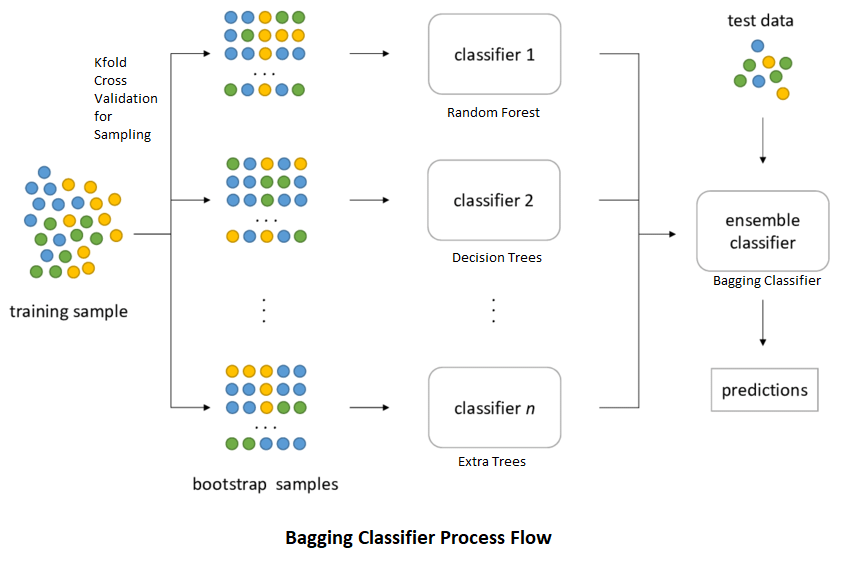 Kfold
Cross
Validation
for
Sampling
training sample
...
...
bootstrap samples
classifier 1
Random Forest
classifier 2
Decision Trees
classifier n
Extra Trees
test data
ensemble
classifier
Bagging Classifier
predictions
Bagging Classifier Process Flow